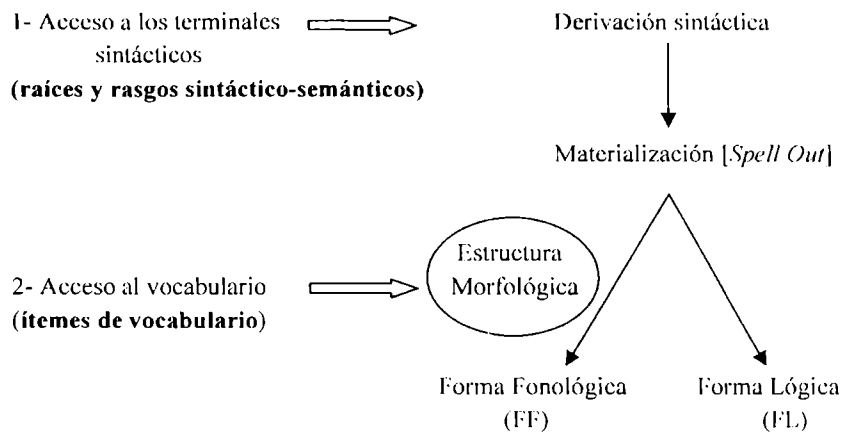 1- Acceso a los terminales
sintácticos
(raíces y rasgos sintáctico-semánticos)
Derivación sintáctica
Materialización [Spell Out]
Estructura
Morfológica
2- Acceso al vocabulario
(ítemes de vocabulario)
Forma Fonológica
(FF)
Forma Lógica
(FL)